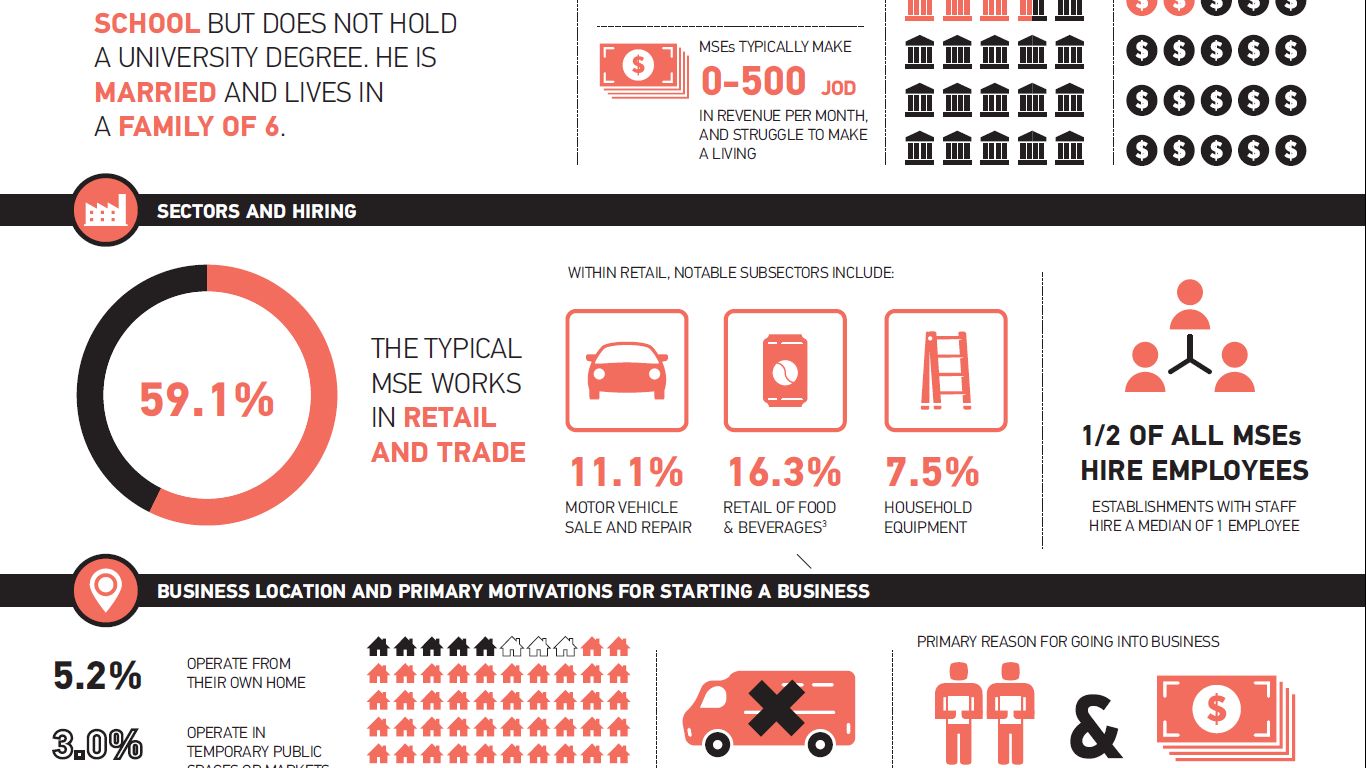 SCHOOL BUT DOES NOT HOLD
A UNIVERSITY DEGREE. HE IS
MARRIED AND LIVES IN
A FAMILY OF 6.
MSEs TYPICALLY MAKE
0-500 JOD
IN REVENUE PER MONTH,
AND STRUGGLE TO MAKE
A LIVING
SECTORS AND HIRING
59.1%
THE TYPICAL
MSE WORKS
IN RETAIL
AND TRADE
WITHIN RETAIL, NOTABLE SUBSECTORS INCLUDE:
11.1%
MOTOR VEHICLE
SALE AND REPAIR
16.3%
RETAIL OF FOOD
& BEVERAGES³
7.5%
HOUSEHOLD
EQUIPMENT
1/2 OF ALL MSEs
HIRE EMPLOYEES
ESTABLISHMENTS WITH STAFF
HIRE A MEDIAN OF 1 EMPLOYEE
BUSINESS LOCATION AND PRIMARY MOTIVATIONS FOR STARTING A BUSINESS
5.2%
OPERATE FROM
THEIR OWN HOME
3.0%
OPERATE IN
TEMPORARY PUBLIC
SPACES OR MARKETS
PRIMARY REASON FOR GOING INTO BUSINESS
&